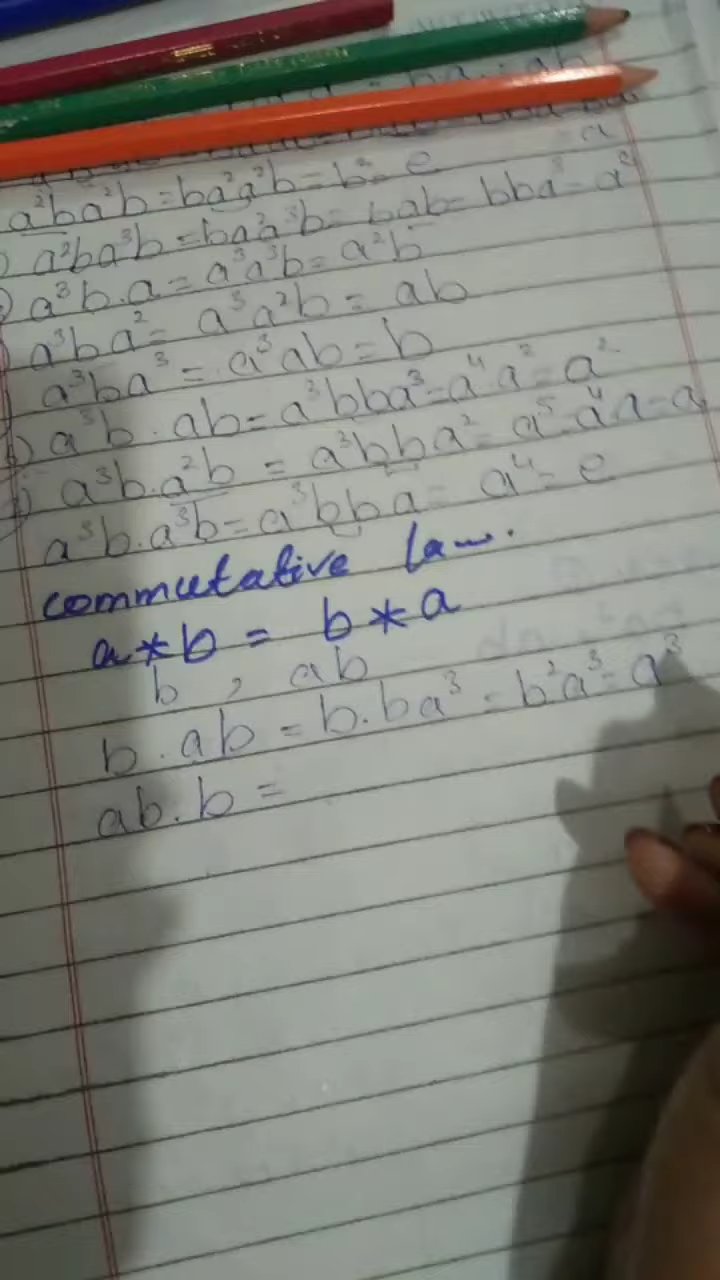 a²ba²b = ba²a²b = b² = e
a²ba³b = ba²a³b = bab = bba³ = a³
a³b.a = a³a³b = a²b
a³ba² = a³a²b = ab
a³ba³ = a³ab = b
a³b.ab = a³bba³ = a⁴a² = a²
a³b.a²b = a³bba² = a⁵ = a⁴a = a
a³b.a³b = a³bba = a⁴ = e
commutative law.
a * b = b * a
b , ab
b.ab = b.ba³ = b²a³ = a³
ab.b =